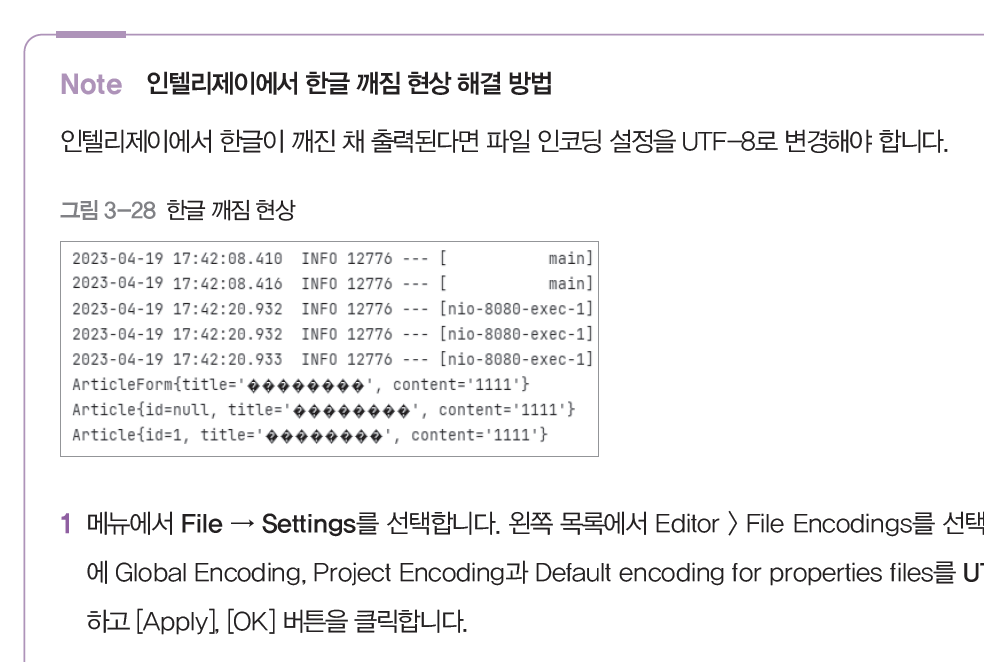 Note 인텔리제이에서 한글 깨짐 현상 해결 방법
인텔리제이에서 한글이 깨진 채 출력된다면 파일 인코딩 설정을 UTF-8로 변경해야 합니다.
그림 3-28 한글 깨짐 현상
2023-04-19 17:42:08.410  INFO 12776 --- [           main]
2023-04-19 17:42:08.416  INFO 12776 --- [           main]
2023-04-19 17:42:20.932  INFO 12776 --- [nio-8080-exec-1]
2023-04-19 17:42:20.932  INFO 12776 --- [nio-8080-exec-1]
2023-04-19 17:42:20.933  INFO 12776 --- [nio-8080-exec-1]
ArticleForm{title='��������', content='1111'}
Article{id=null, title='��������', content='1111'}
Article{id=1, title='��������', content='1111'}
1 메뉴에서 File → Settings를 선택합니다. 왼쪽 목록에서 Editor 〉 File Encodings를 선택
에 Global Encoding, Project Encoding과 Default encoding for properties files를 UT
하고 [Apply], [OK] 버튼을 클릭합니다.